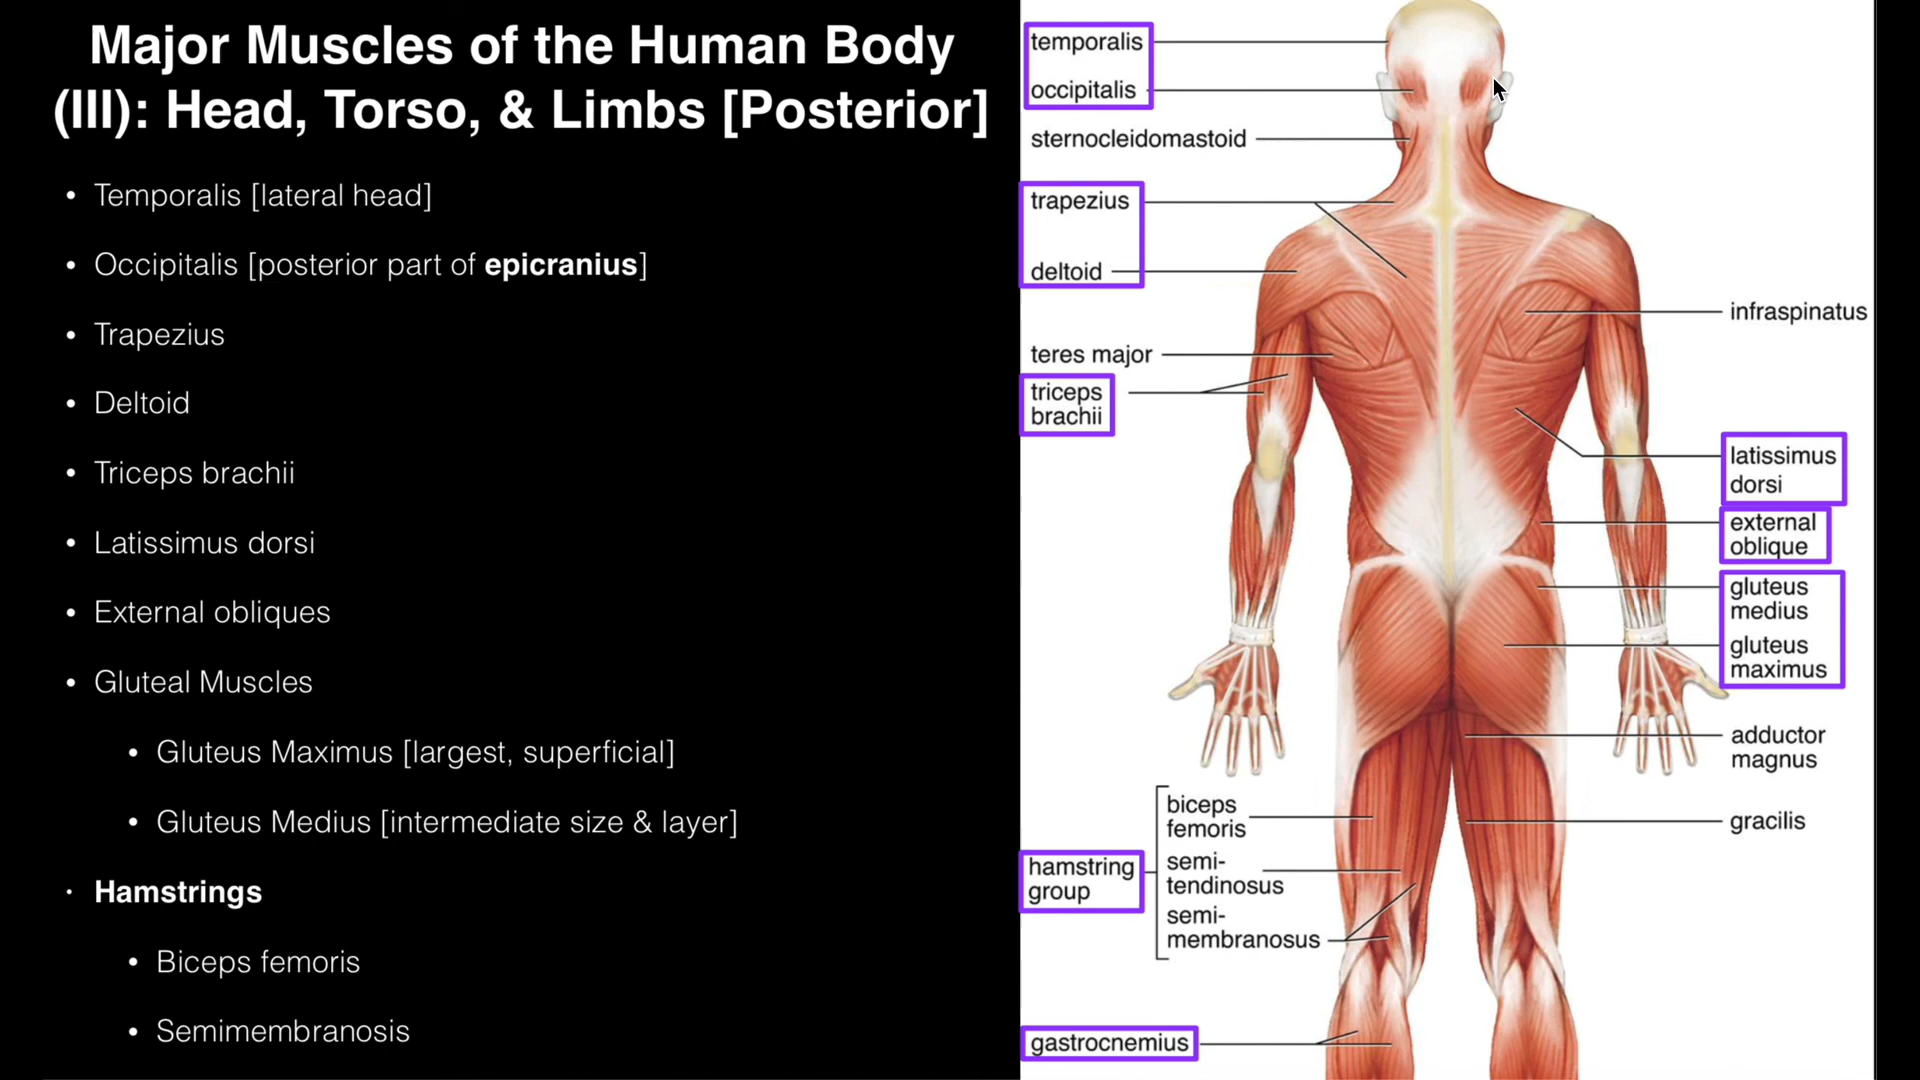 Major Muscles of the Human Body
(III): Head, Torso, & Limbs [Posterior]
• Temporalis [lateral head]
• Occipitalis [posterior part of epicranius]
• Trapezius
• Deltoid
• Triceps brachii
• Latissimus dorsi
• External obliques
• Gluteal Muscles
• Gluteus Maximus [largest, superficial]
• Gluteus Medius [intermediate size & layer]
• Hamstrings
• Biceps femoris
• Semimembranosis
temporalis
occipitalis
sternocleidomastoid
trapezius
deltoid
teres major
triceps
brachii
hamstring
group
biceps
femoris
semi-
tendinosus
semi-
membranosus
gastrocnemius
infraspinatus
latissimus
dorsi
external
oblique
gluteus
medius
gluteus
maximus
adductor
magnus
gracilis